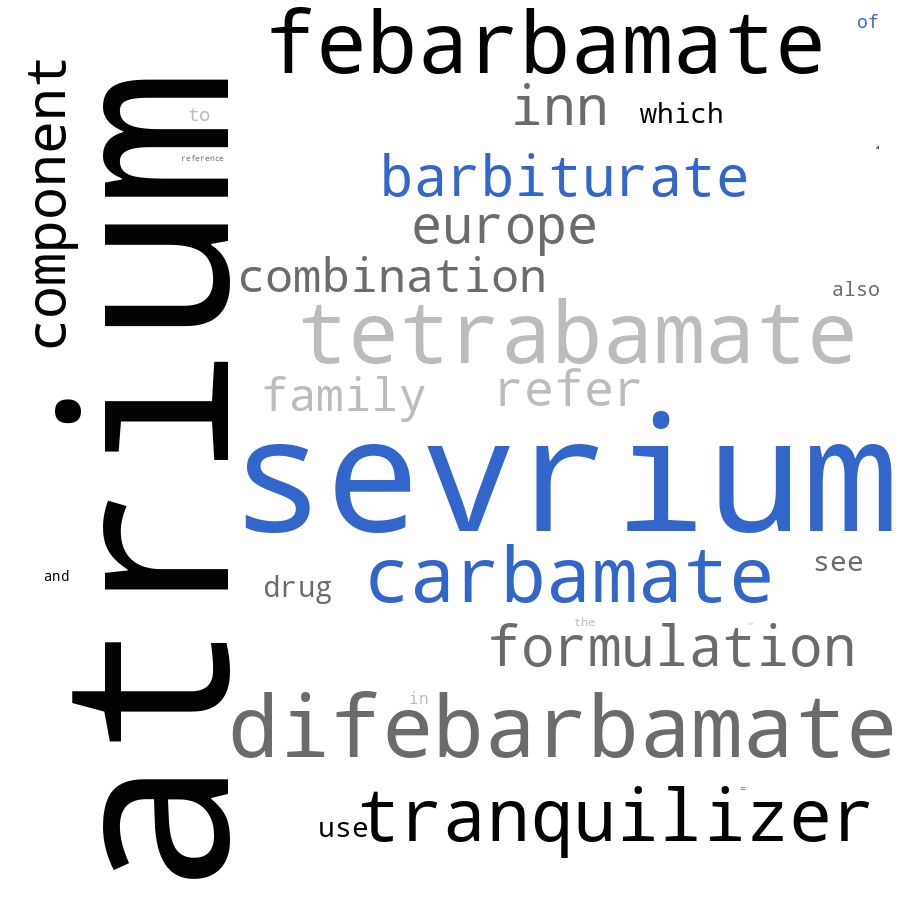 febarbamate
of
component
atrium
to
inn
which
reference
barbiturate
europe
combination
also
tetrabamate
family
refer
sevrium
carbamate
see
and
drug
the
formulation
in
difebarbamate
=
tranquilizer
use